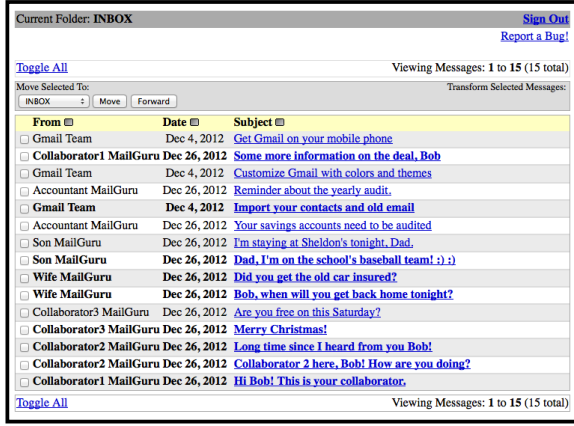 Current Folder: INBOX Sign Out
Report a Bug!
Toggle All Viewing Messages: 1 to 15 (15 total)
Move Selected To: Transform Selected Messages:
INBOX Move Forward
From Date Subject
Gmail Team Dec 4, 2012 Get Gmail on your mobile phone
Collaborator1 MailGuru Dec 26, 2012 Some more information on the deal, Bob
Gmail Team Dec 4, 2012 Customize Gmail with colors and themes
Accountant MailGuru Dec 26, 2012 Reminder about the yearly audit.
Gmail Team Dec 4, 2012 Import your contacts and old email
Accountant MailGuru Dec 26, 2012 Your savings accounts need to be audited
Son MailGuru Dec 26, 2012 I'm staying at Sheldon's tonight, Dad.
Son MailGuru Dec 26, 2012 Dad, I'm on the school's baseball team! :) :)
Wife MailGuru Dec 26, 2012 Did you get the old car insured?
Wife MailGuru Dec 26, 2012 Bob, when will you get back home tonight?
Collaborator3 MailGuru Dec 26, 2012 Are you free on this Saturday?
Collaborator3 MailGuru Dec 26, 2012 Merry Christmas!
Collaborator2 MailGuru Dec 26, 2012 Long time since I heard from you Bob!
Collaborator2 MailGuru Dec 26, 2012 Collaborator 2 here, Bob! How are you doing?
Collaborator1 MailGuru Dec 26, 2012 Hi Bob! This is your collaborator.
Toggle All Viewing Messages: 1 to 15 (15 total)